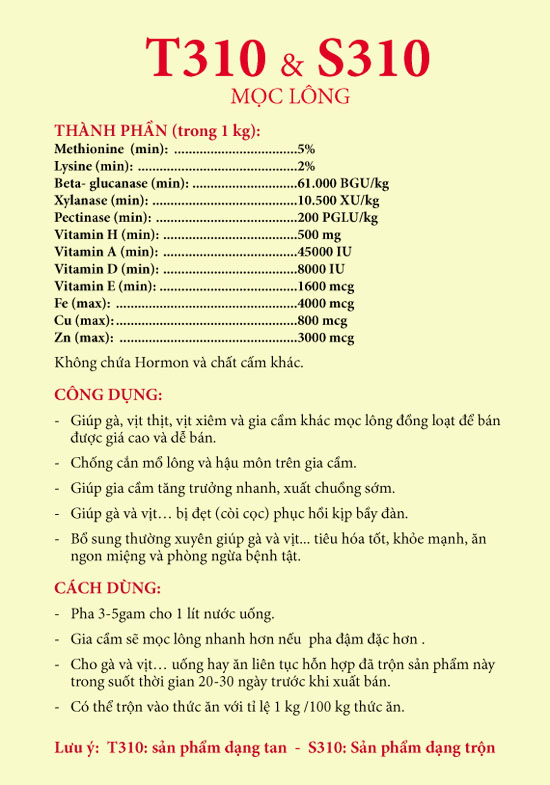 T310 & S310
MỌC LÔNG
THÀNH PHẦN (trong 1 kg):
Methionine (min): ..................................5%
Lysine (min): ............................................2%
Beta- glucanase (min): .............................61.000 BGU/kg
Xylanase (min): ........................................10.500 XU/kg
Pectinase (min): .......................................200 PGLU/kg
Vitamin H (min): ......................................500 mg
Vitamin A (min): ......................................45000 IU
Vitamin D (min): ......................................8000 IU
Vitamin E (min): ......................................1600 mcg
Fe (max): ..................................................4000 mcg
Cu (max):..................................................800 mcg
Zn (max): .................................................3000 mcg
Không chứa Hormon và chất cấm khác.
CÔNG DỤNG:
- Giúp gà, vịt thịt, vịt xiêm và gia cầm khác mọc lông đồng loạt để bán
được giá cao và dễ bán.
- Chống cắn mổ lông và hậu môn trên gia cầm.
- Giúp gia cầm tăng trưởng nhanh, xuất chuồng sớm.
- Giúp gà và vịt… bị đẹt (còi cọc) phục hồi kịp bầy đàn.
- Bổ sung thường xuyên giúp gà và vịt... tiêu hóa tốt, khỏe mạnh, ăn
ngon miệng và phòng ngừa bệnh tật.
CÁCH DÙNG:
- Pha 3-5gam cho 1 lít nước uống.
- Gia cầm sẽ mọc lông nhanh hơn nếu pha đậm đặc hơn .
- Cho gà và vịt… uống hay ăn liên tục hỗn hợp đã trộn sản phẩm này
trong suốt thời gian 20-30 ngày trước khi xuất bán.
- Có thể trộn vào thức ăn với tỉ lệ 1 kg /100 kg thức ăn.
Lưu ý: T310: sản phẩm dạng tan - S310: Sản phẩm dạng trộn